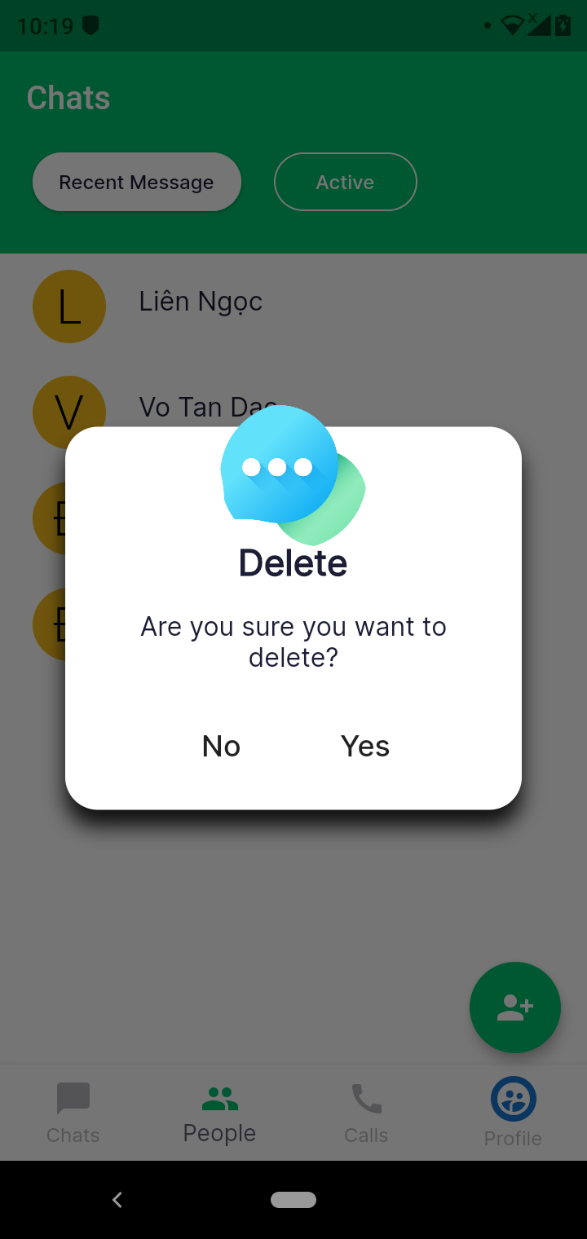 10:19
Chats
Recent Message
Active
L
Liên Ngọc
V
Vo Tan Dao
Delete
Are you sure you want to
delete?
No
Yes
Chats
People
Calls
Profile